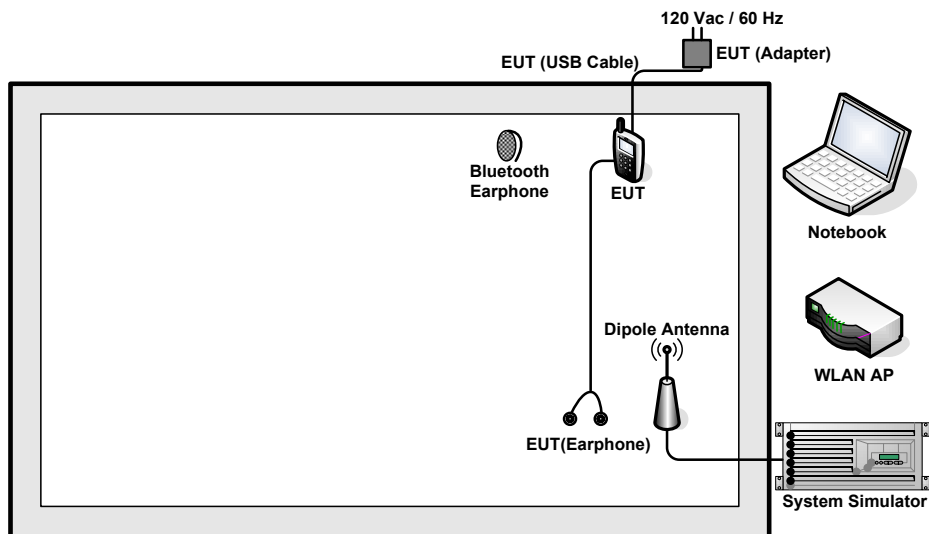 120 Vac / 60 Hz
EUT (Adapter)
EUT (USB Cable)
Bluetooth
Earphone
EUT
Notebook
Dipole Antenna
WLAN AP
EUT(Earphone)
System Simulator